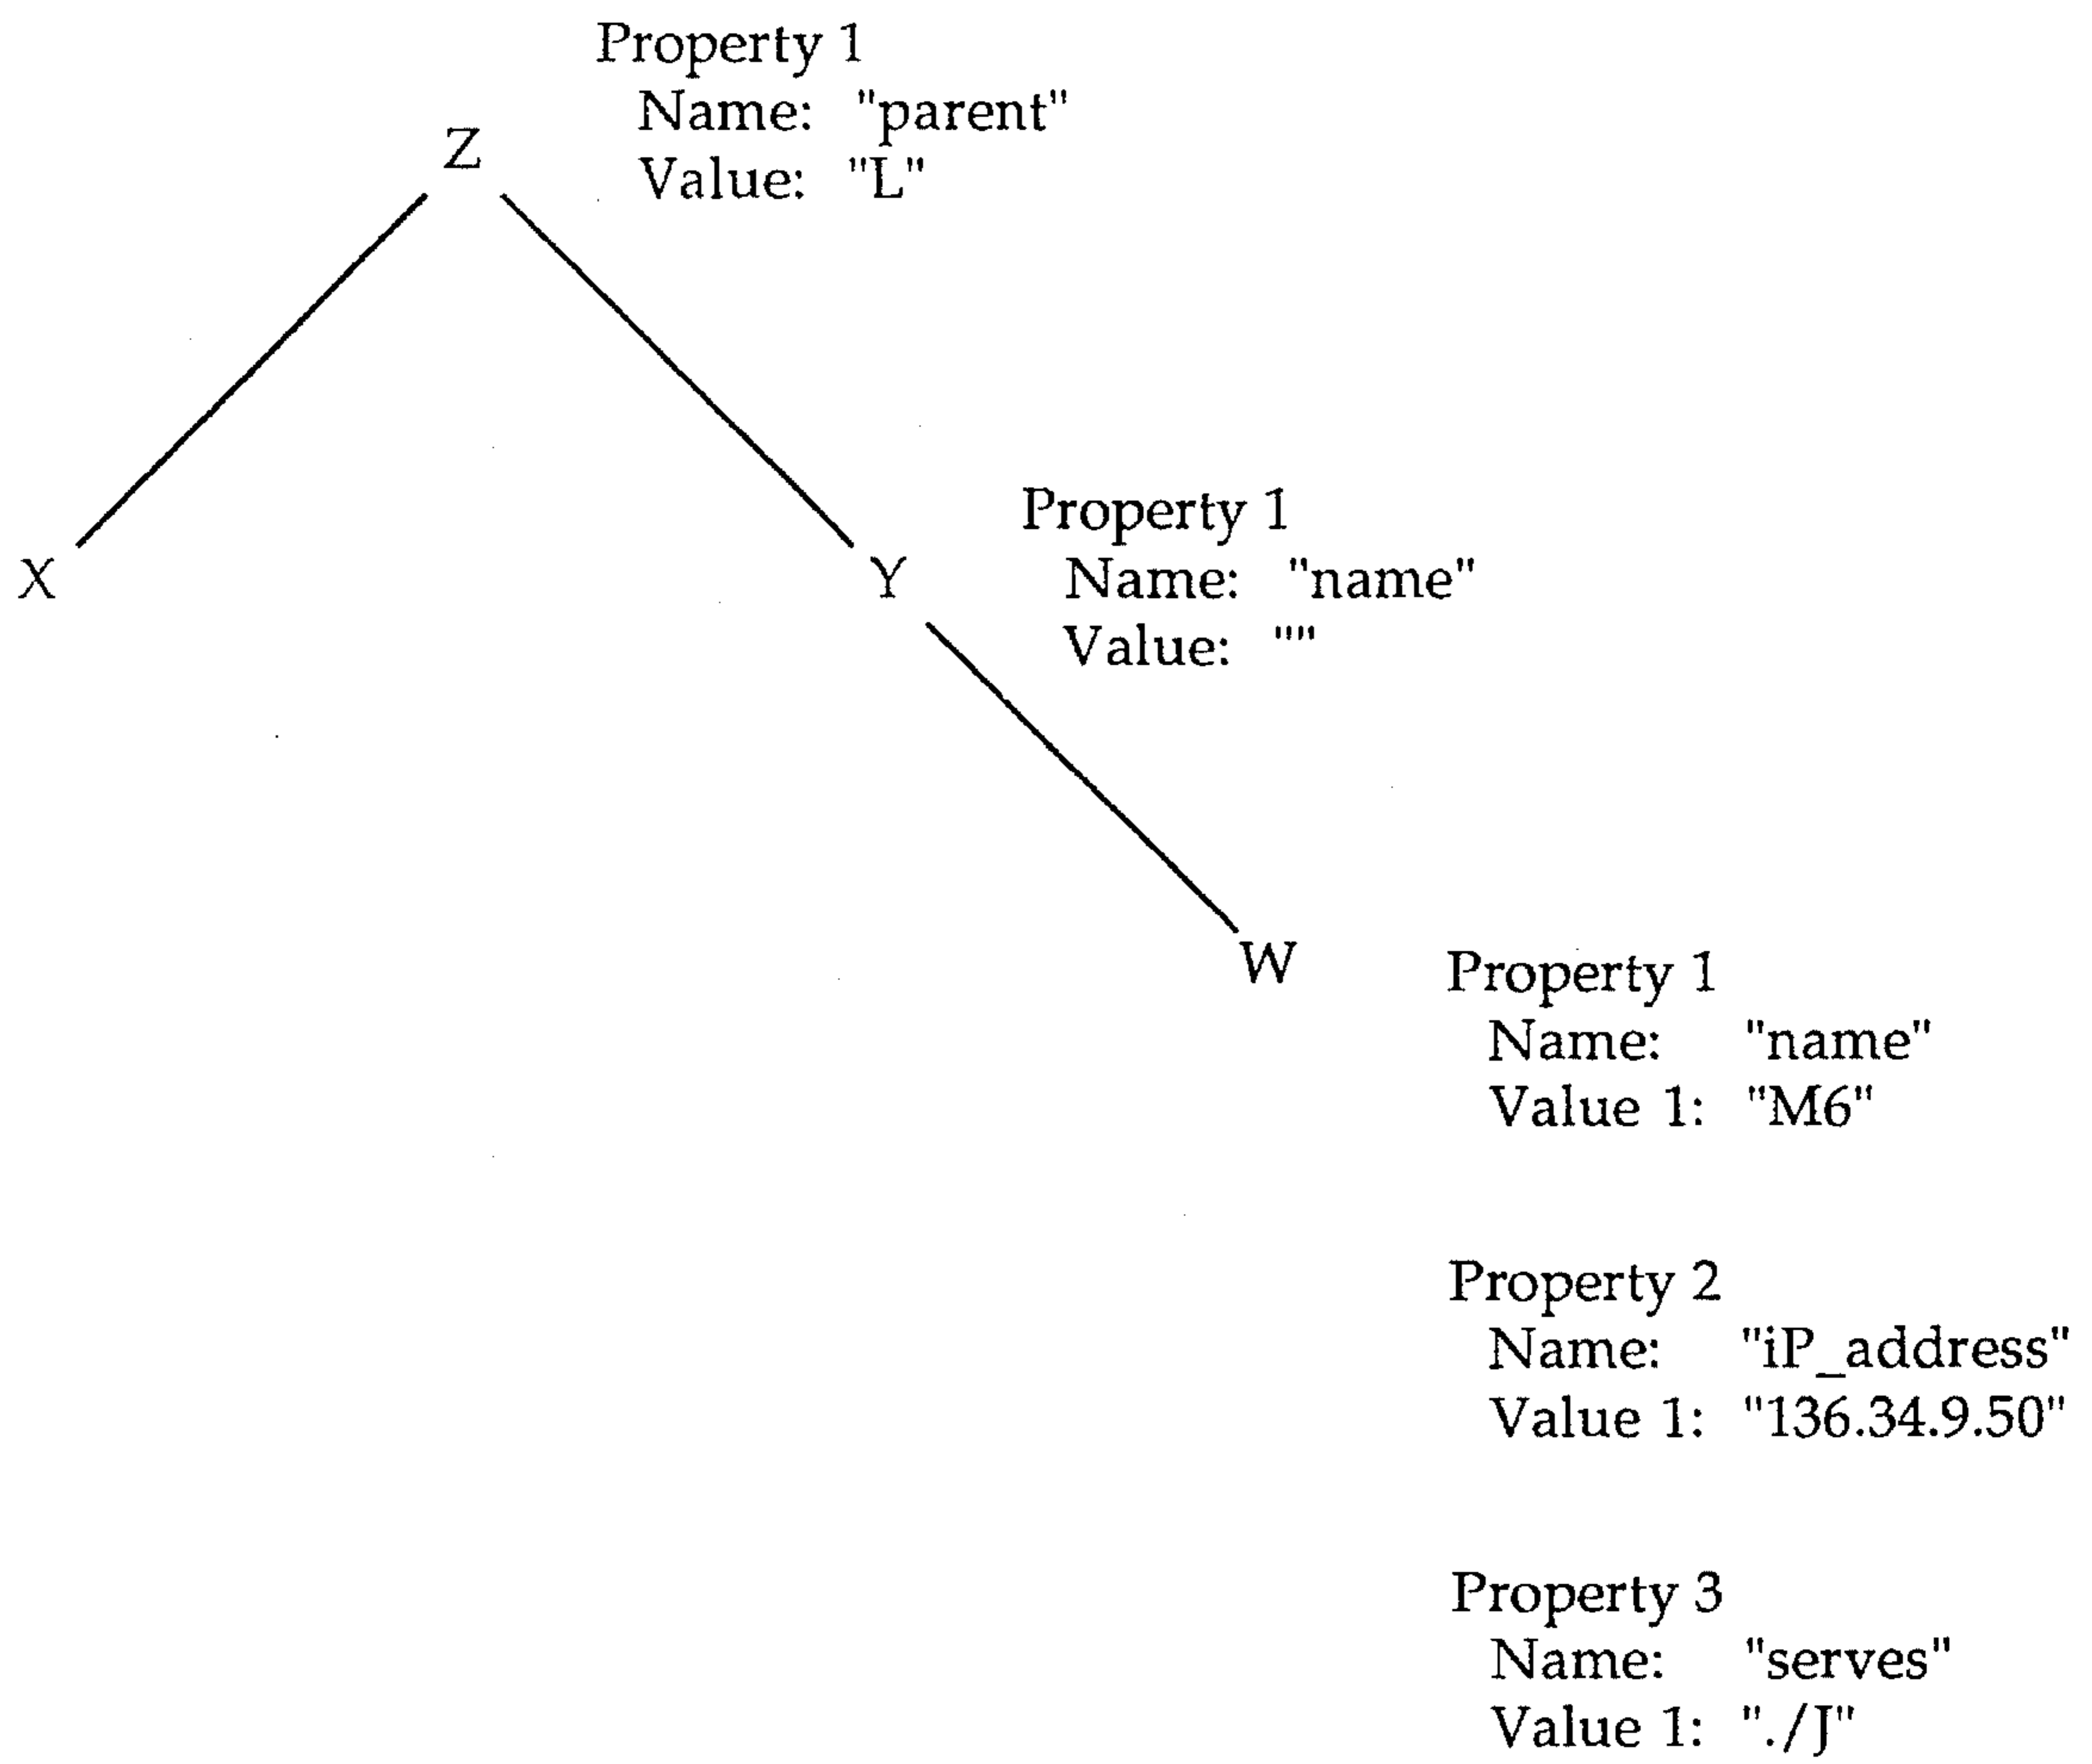 Property 1
Name: "parent"
Z
Value: "L"
Property 1
X
Y
Name: "name"
Value: ""
W
Property 1
Name: "name"
Value 1: "M6"
Property 2
Name: "iP_address"
Value 1: "136.34.9.50"
Property 3
Name: "serves"
Value 1: "./J"